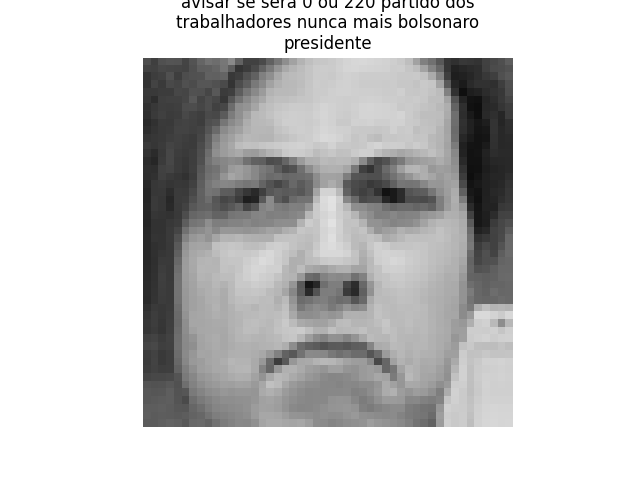 avisar se será 0 ou 220 partido dos
trabalhadores nunca mais bolsonaro
presidente